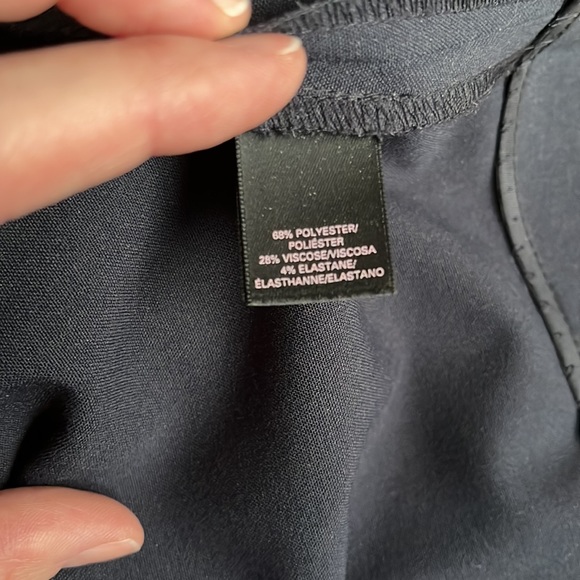 68% POLYESTER/
POLIÉSTER
28% VISCOSE/VISCOSA
4% ELASTANE/
ÉLASTHANNE/ELASTANO